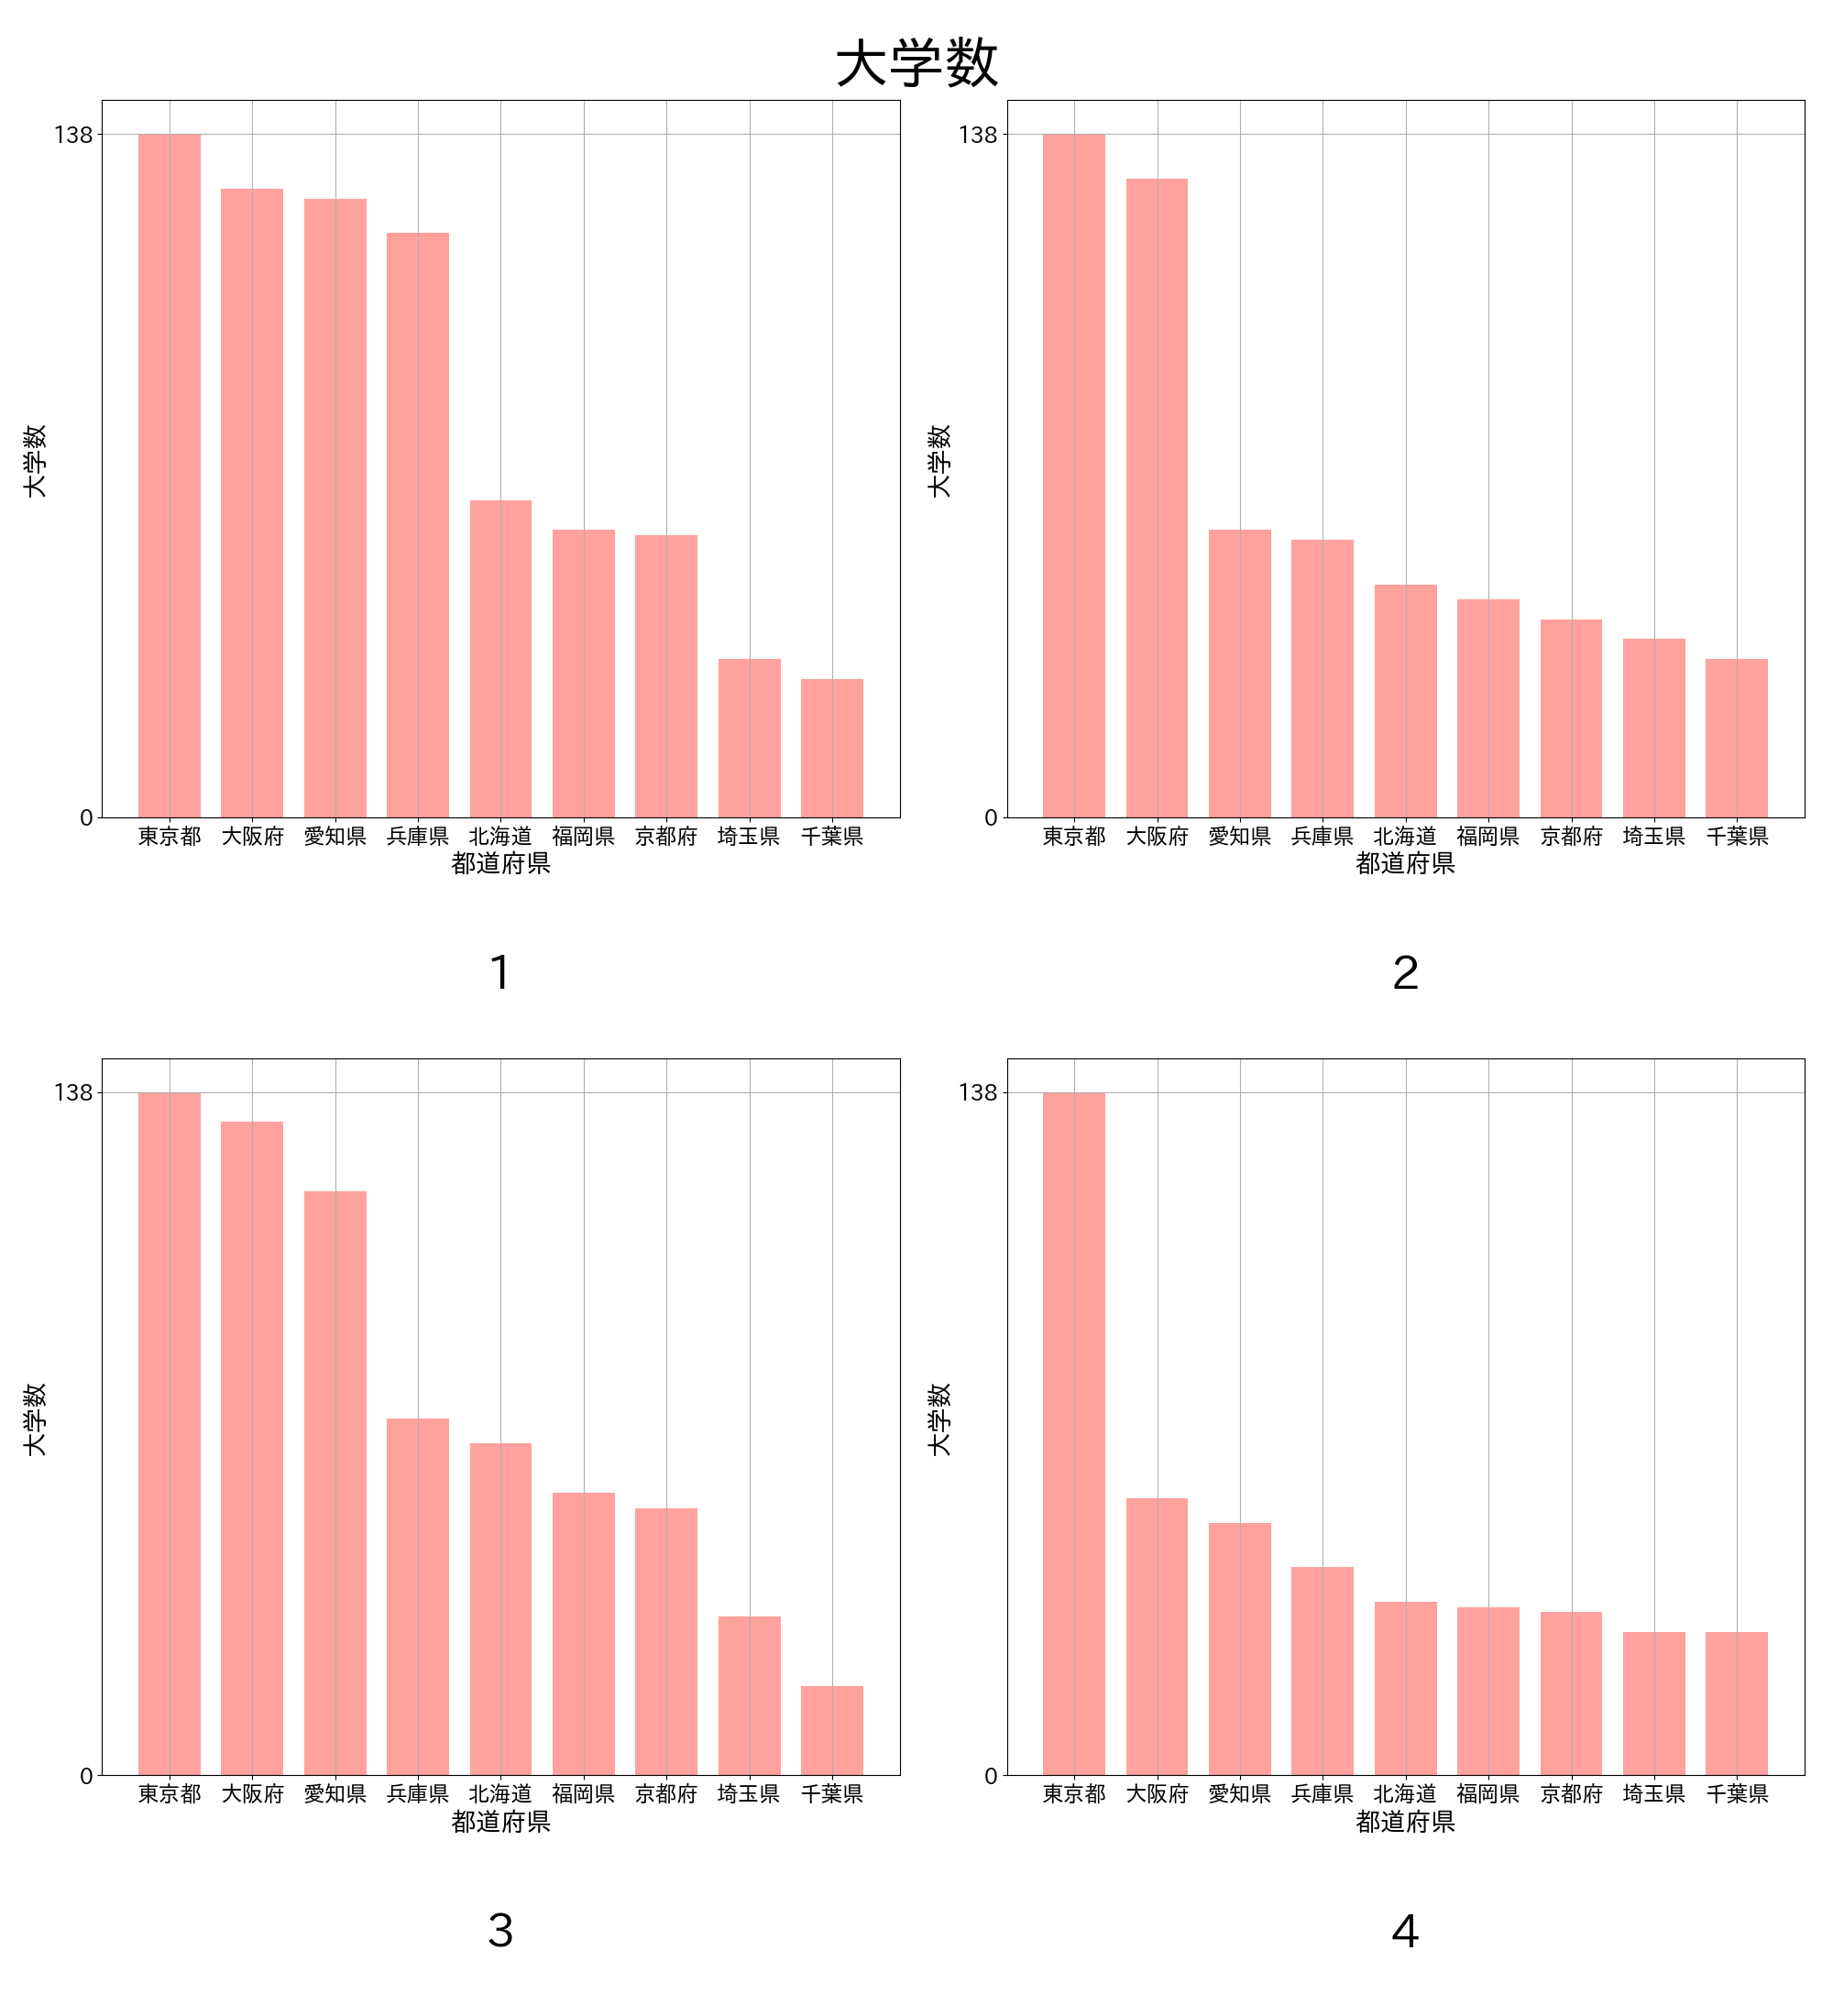 大学数
138
0
大学数
東京都 大阪府 愛知県 兵庫県 北海道 福岡県 京都府 埼玉県 千葉県
都道府県
1
138
0
大学数
東京都 大阪府 愛知県 兵庫県 北海道 福岡県 京都府 埼玉県 千葉県
都道府県
2
138
0
大学数
東京都 大阪府 愛知県 兵庫県 北海道 福岡県 京都府 埼玉県 千葉県
都道府県
3
138
0
大学数
東京都 大阪府 愛知県 兵庫県 北海道 福岡県 京都府 埼玉県 千葉県
都道府県
4